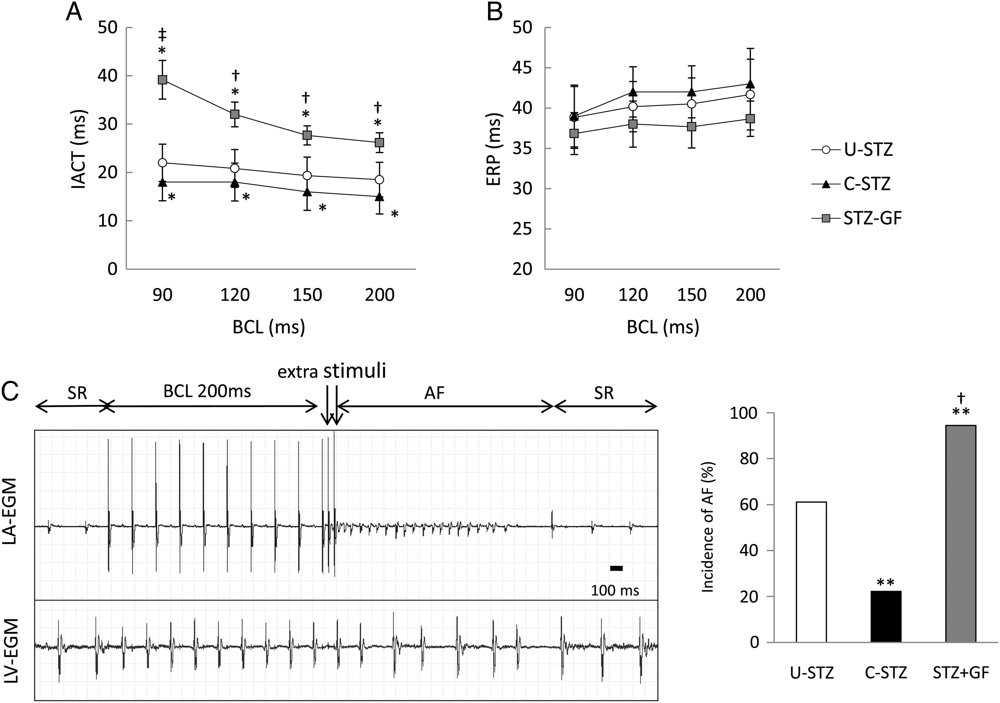 A
50
40
30
20
10
0
IACT (ms)
‡
*
†
*
†
*
†
*
*
*
*
*
90 120 150 200
BCL (ms)
B
50
45
40
35
30
25
20
ERP (ms)
90 120 150 200
BCL (ms)
U-STZ
C-STZ
STZ-GF
C
extra stimuli
SR BCL 200ms AF SR
LA-EGM
100 ms
LV-EGM
Incidence of AF (%)
100
80
60
40
20
0
†
**
**
U-STZ C-STZ STZ+GF